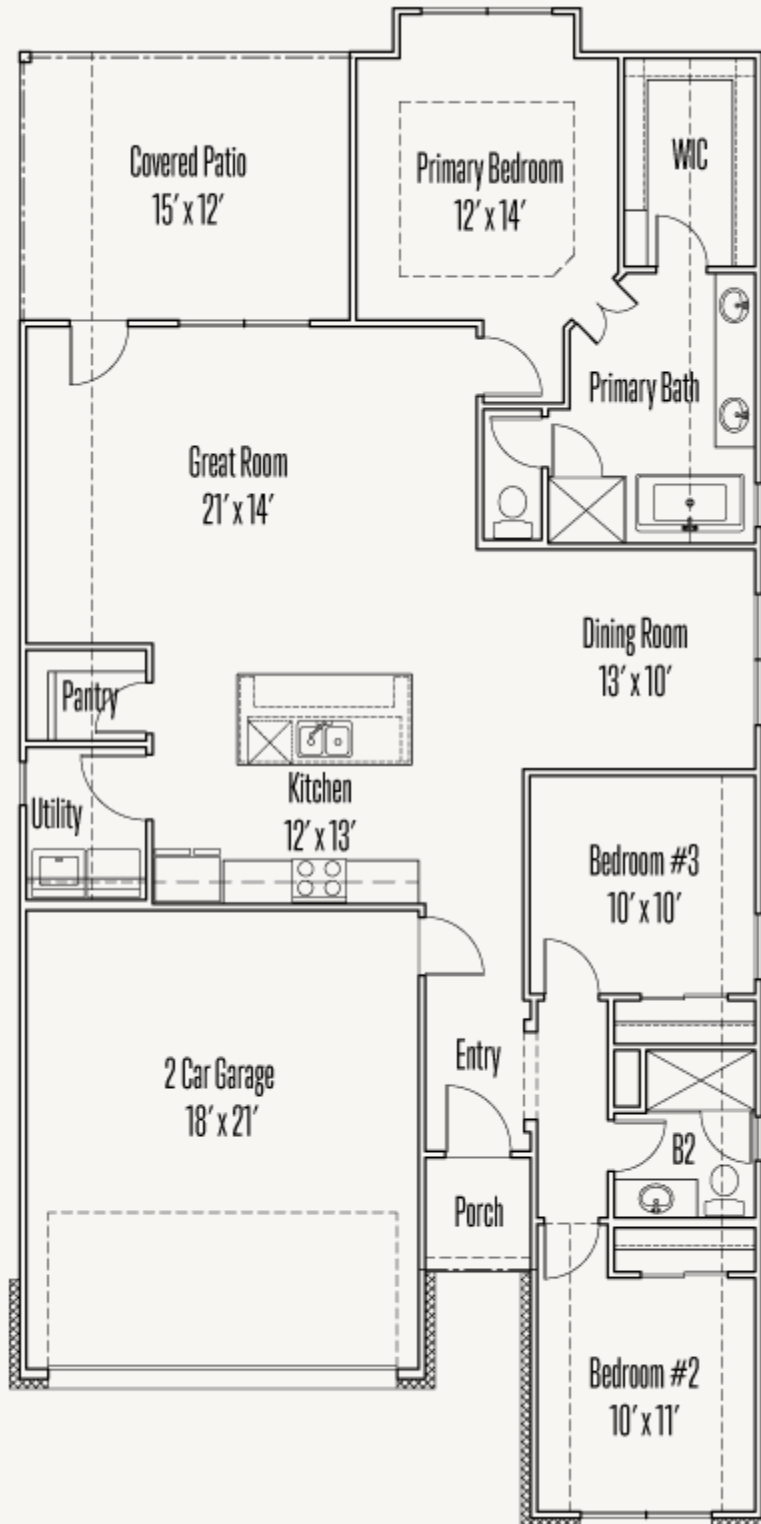 Covered Patio
15' x 12'
Primary Bedroom
12' x 14'
WIC
Primary Bath
Great Room
21' x 14'
Dining Room
13' x 10'
Pantry
Kitchen
12' x 13'
Utility
Bedroom #3
10' x 10'
2 Car Garage
18' x 21'
Entry
B2
Porch
Bedroom #2
10' x 11'